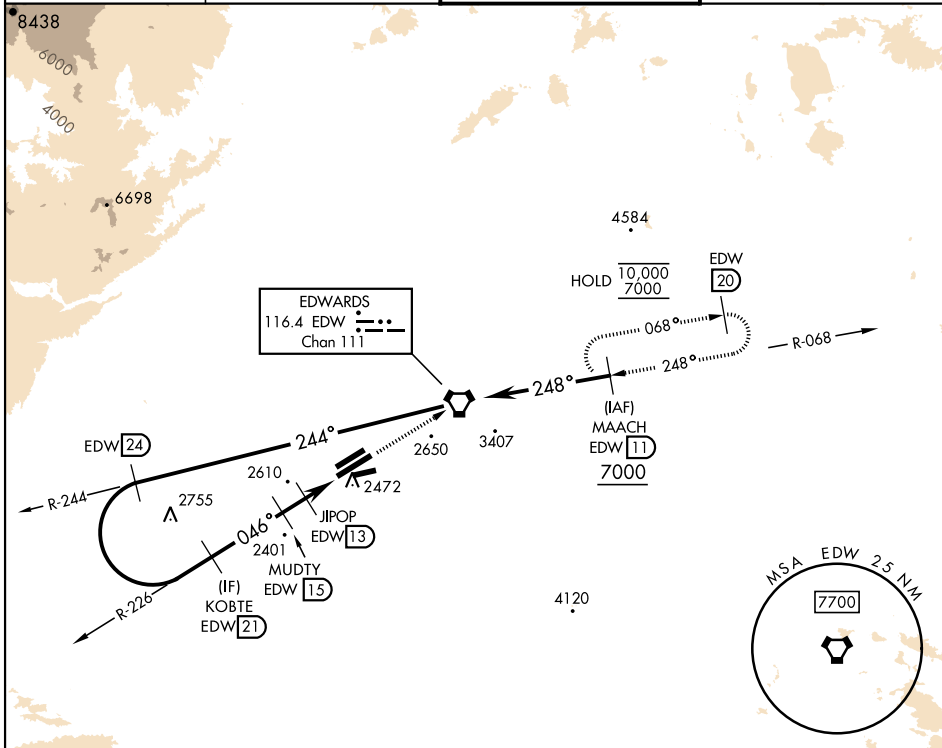 8438
6000
4000
6698
4584
HOLD 10,000
7000
EDW
20
EDWARDS
116.4 EDW
Chan 111
068°
R-068
248°
248°
(IAF)
MAACH
EDW 11
7000
EDW 24
244°
2650
3407
R-244
2755
2610
2472
046°
JIPOP
EDW 13
2401
MUDTY
EDW 15
R-226
(IF)
KOBTE
EDW 21
4120
MSA EDW 25 NM
7700